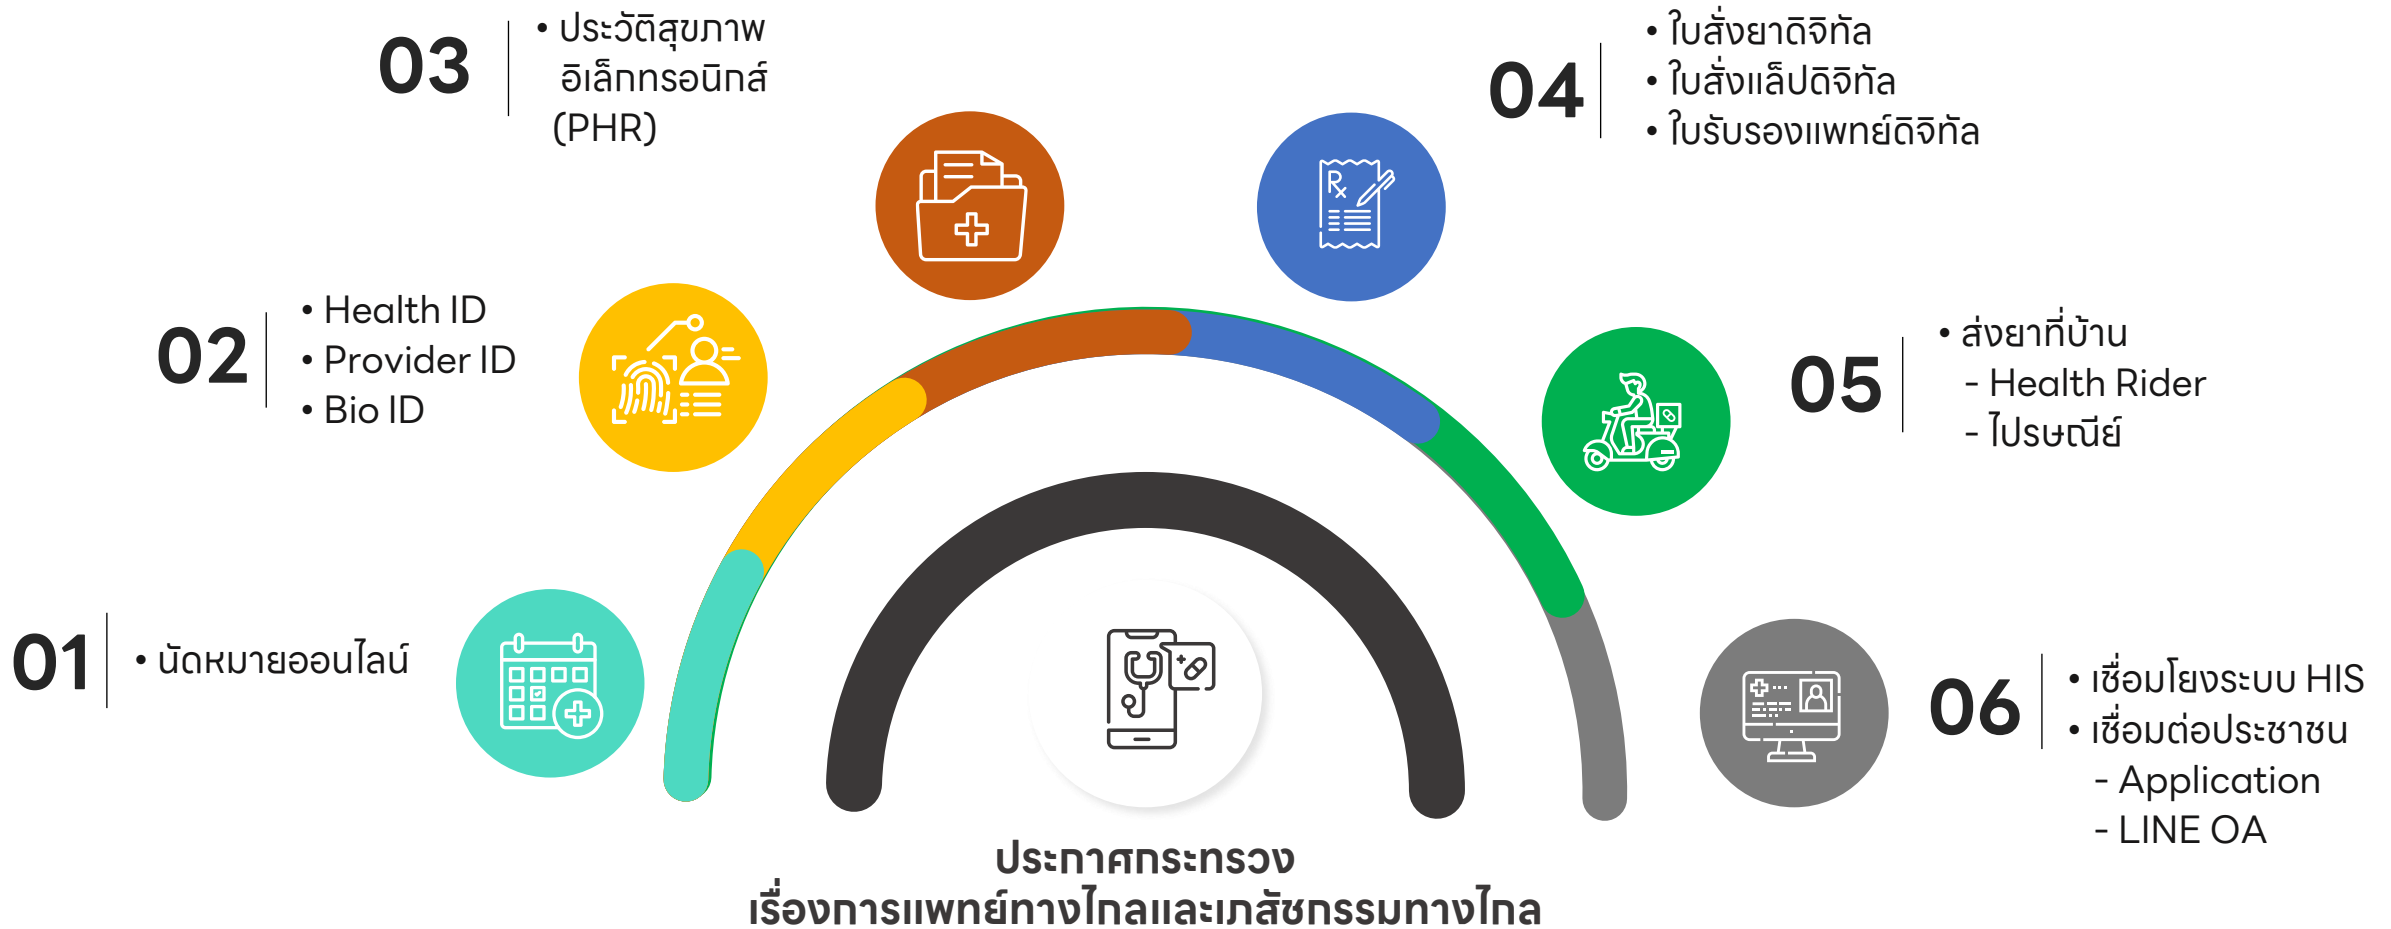 01
• นัดหมายออนไลน์
02
• Health ID
• Provider ID
• Bio ID
03
• ประวัติสุขภาพ
อิเล็กทรอนิกส์
(PHR)
04
• ใบสั่งยาดิจิทัล
• ใบสั่งแล็ปดิจิทัล
• ใบรับรองแพทย์ดิจิทัล
Rx
05
• ส่งยาที่บ้าน
- Health Rider
- ไปรษณีย์
06
• เชื่อมโยงระบบ HIS
• เชื่อมต่อประชาชน
- Application
- LINE OA
ประกาศกระทรวง
เรื่องการแพทย์ทางไกลและเภสัชกรรมทางไกล